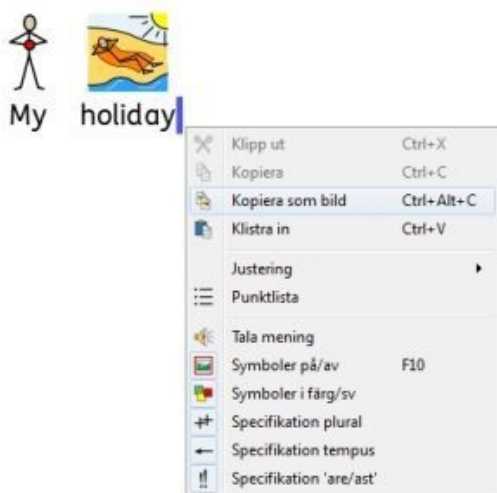 My holiday
Klipp ut Ctrl+X
Kopiera Ctrl+C
Kopiera som bild Ctrl+Alt+C
Klistra in Ctrl+V
Justering
Punktlista
Tala mening
Symboler på/av F10
Symboler i färg/sv
Specifikation plural
Specifikation tempus
Specifikation 'are/ast'